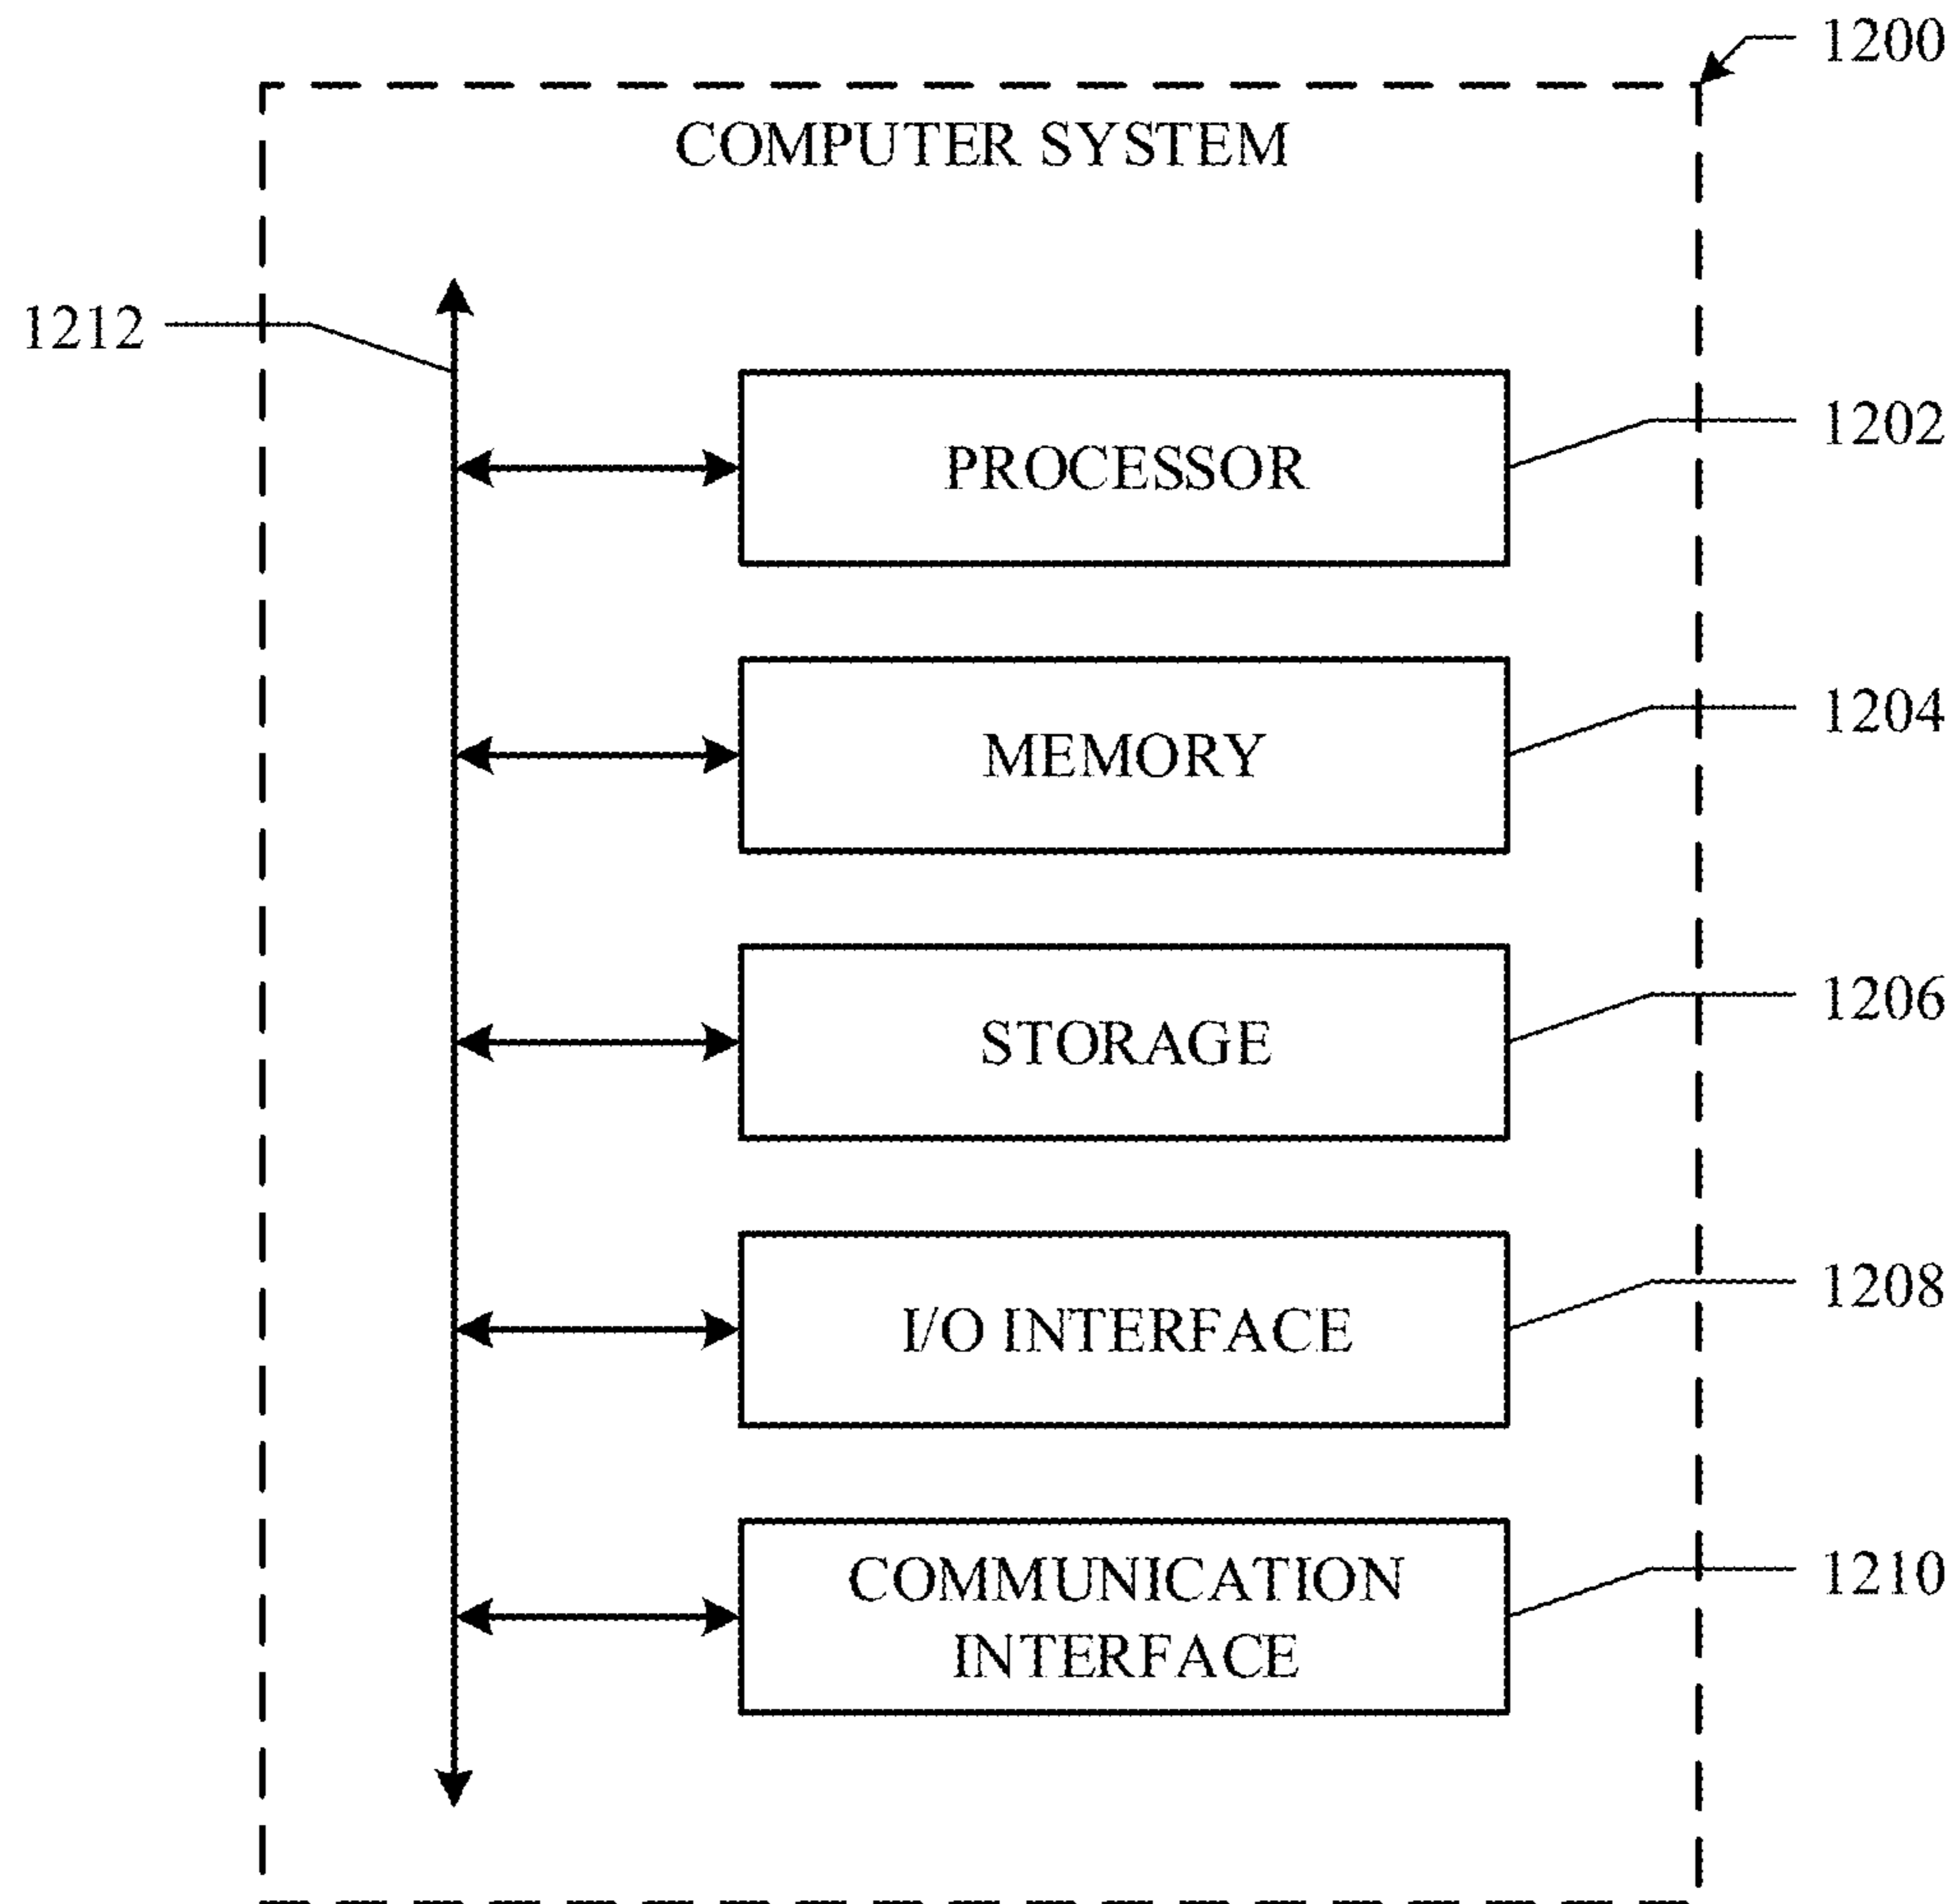 1200
COMPUTER SYSTEM
1212
PROCESSOR
1202
MEMORY
1204
STORAGE
1206
I/O INTERFACE
1208
COMMUNICATION
INTERFACE
1210